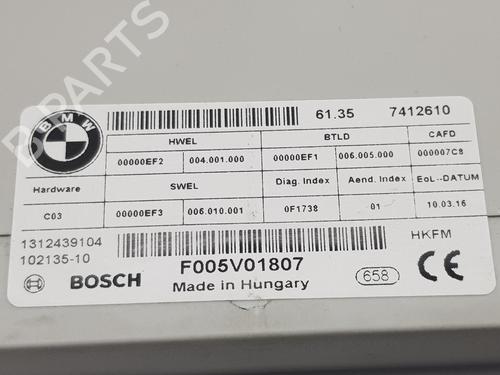 B-PARTS
BMW
61.35 7412610
HWEL BTLD CAFD
00000EF2 004.001.000 00000EF1 006.005.000 000007C8
Hardware SWEL Diag. Index Aend. Index EoL--DATUM
C03 00000EF3 006.010.001 0F1738 01 10.03.16
1312439104 HKFM
102135-10 F005V01807
BOSCH Made in Hungary 658 CE